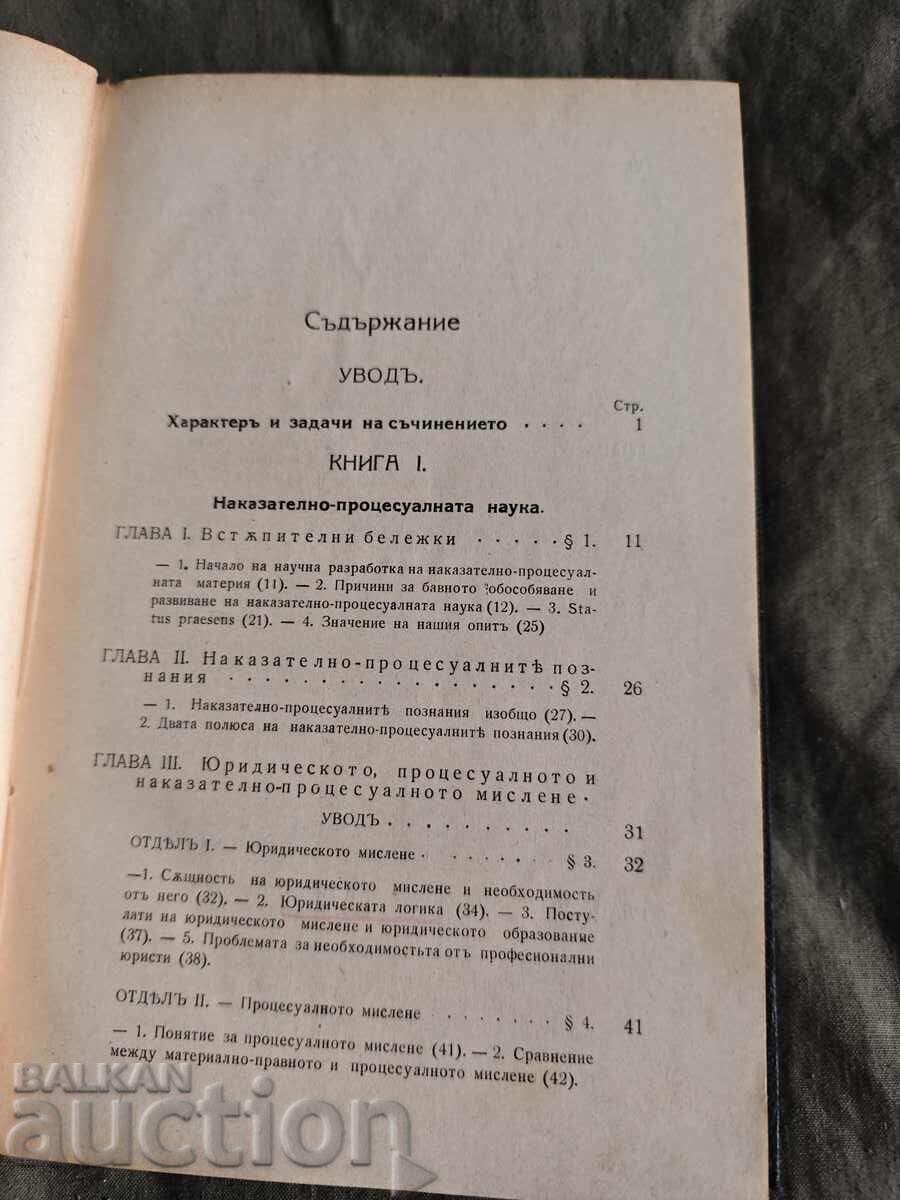 Съдържание
УВОДЪ.
Стр.
Характеръ и задачи на съчинението . . . . 1
КНИГА I.
Наказателно-процесуалната наука.
ГЛАВА I. Встѫпителни бележки . . . . . § 1. 11
— 1. Начало на научна разработка на наказателно-процесуал-
ната материя (11). — 2. Причини за бавното обособяване и
развиване на наказателно-процесуалната наука (12). — 3. Sta-
tus praesens (21). — 4. Значение на нашия опитъ (25)
ГЛАВА II. Наказателно-процесуалнитѣ поз-
нания . . . . . . . . . . . . . . . . . § 2. 26
— 1. Наказателно-процесуалнитѣ познания изобщо (27). —
2. Двата полюса на наказателно-процесуалнитѣ познания (30).
ГЛАВА III. Юридическото, процесуалното и
наказателно-процесуалното мислене .
УВОДЪ . . . . . . . . . . 31
ОТДѢЛЪ I. — Юридическото мислене . . . . . . . § 3. 32
—1. Сѫщность на юридическото мислене и необходимость
отъ него (32). — 2. Юридическата логика (34). — 3. Посту-
лати на юридическото мислене и юридическото образование
(37). — 5. Проблемата за необходимостьта отъ професионални
юристи (38).
ОТДѢЛЪ II. — Процесуалното мислене . . . . . . . § 4. 41
— 1. Понятие за процесуалното мислене (41). — 2. Сравнение
между материално-правното и процесуалното мислене (42).
BALKAN
auction